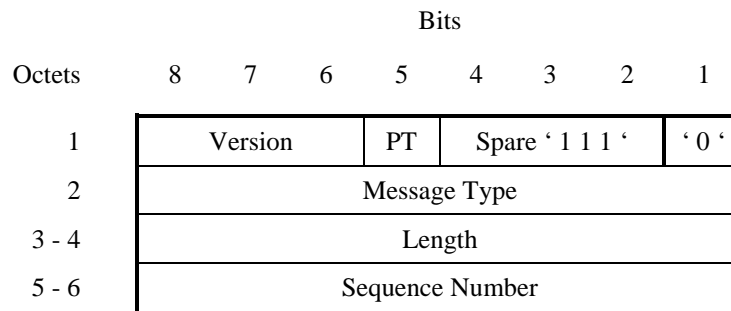 Bits
Octets 8 7 6 5 4 3 2 1
1 Version PT Spare ‘ 1 1 1 ‘ ‘ 0 ‘
2 Message Type
3 - 4 Length
5 - 6 Sequence Number